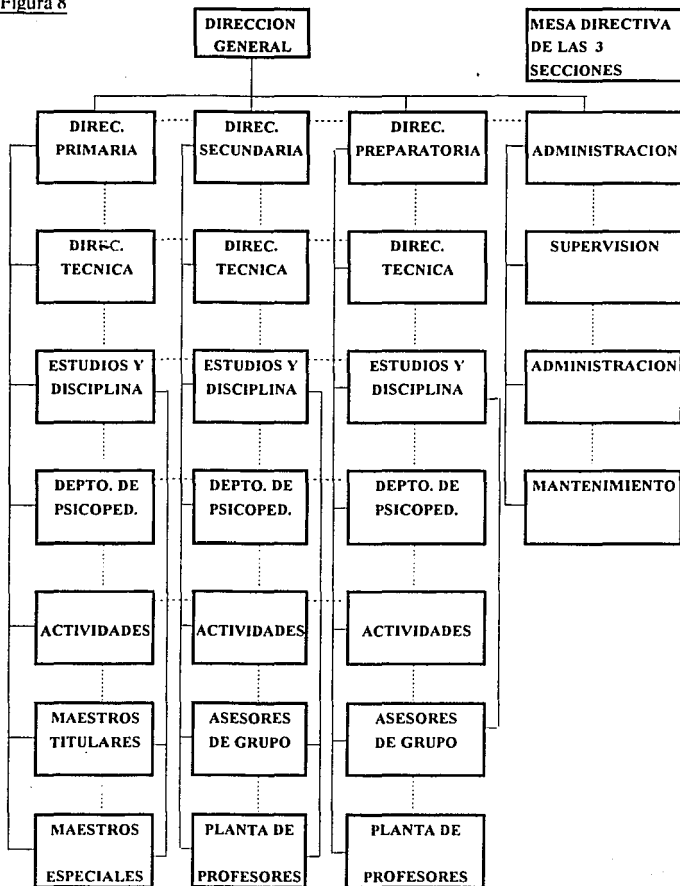 Figura 8
DIRECCION
GENERAL
MESA DIRECTIVA
DE LAS 3
SECCIONES
DIREC.
PRIMARIA
DIREC.
SECUNDARIA
DIREC.
PREPARATORIA
ADMINISTRACION
DIREC.
TECNICA
DIREC.
TECNICA
DIREC.
TECNICA
SUPERVISION
ESTUDIOS Y
DISCIPLINA
ESTUDIOS Y
DISCIPLINA
ESTUDIOS Y
DISCIPLINA
ADMINISTRACION
DEPTO. DE
PSICOPED.
DEPTO. DE
PSICOPED.
DEPTO. DE
PSICOPED.
MANTENIMIENTO
ACTIVIDADES
ACTIVIDADES
ACTIVIDADES
MAESTROS
TITULARES
ASESORES
DE GRUPO
ASESORES
DE GRUPO
MAESTROS
ESPECIALES
PLANTA DE
PROFESORES
PLANTA DE
PROFESORES